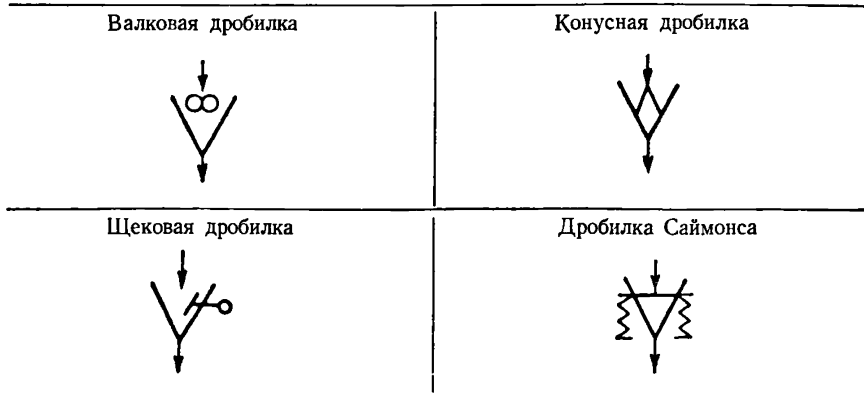 Валковая дробилка
Конусная дробилка
Щековая дробилка
Дробилка Саймонса